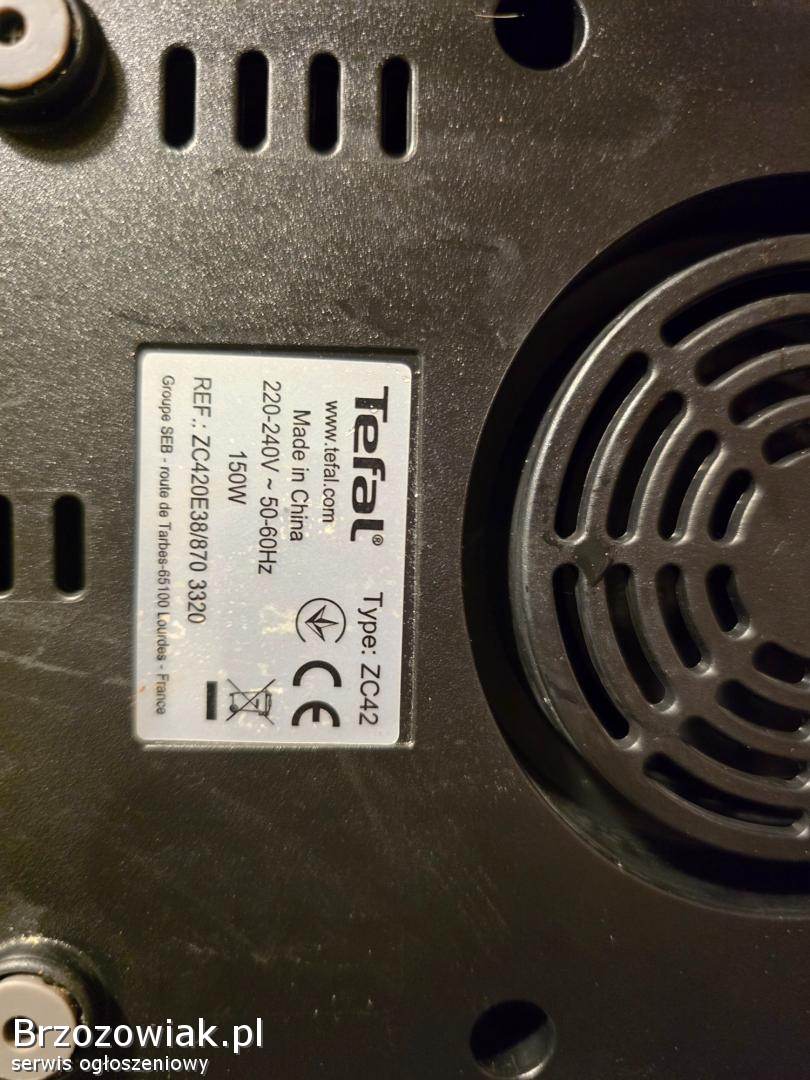 Tefal®
Type: ZC42
www.tefal.com
Made in China
220-240V ~ 50-60Hz
150W
CE
REF.: ZC420E38/870 3320
Groupe SEB - route de Tarbes-65100 Lourdes - France
Brzozowiak.pl
serwis ogłoszeniowy